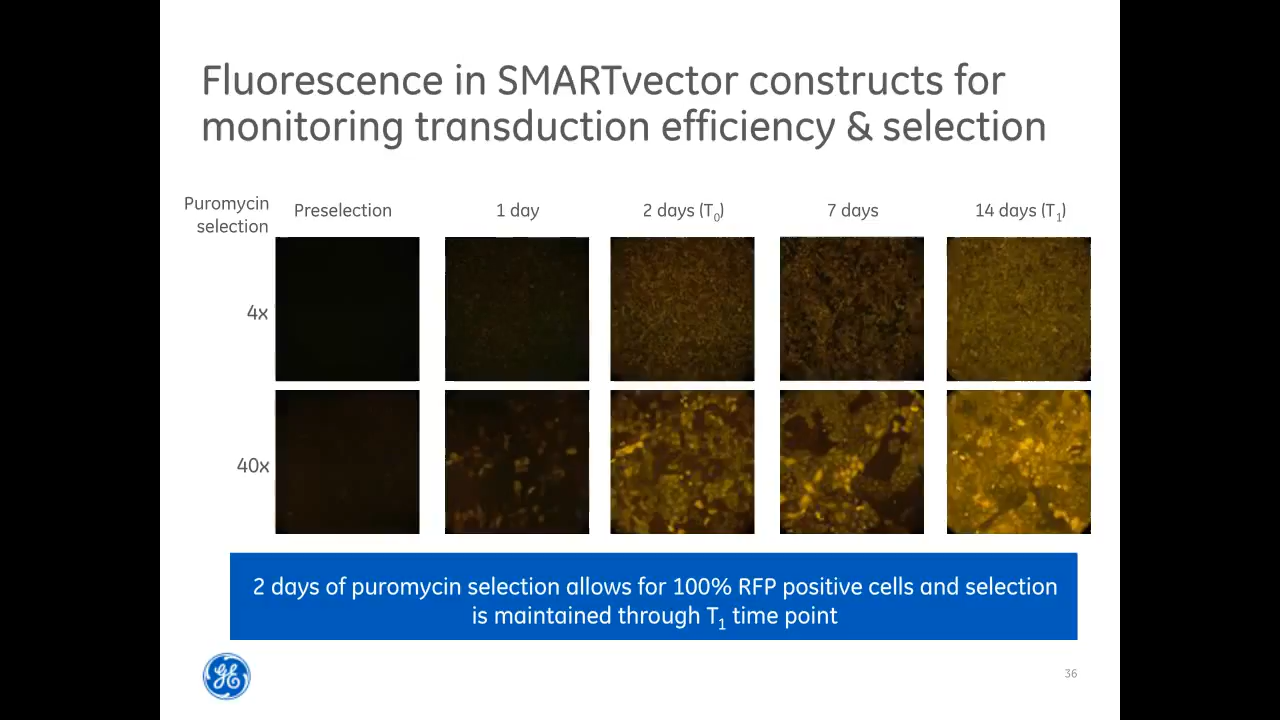 Fluorescence in SMARTvector constructs for
monitoring transduction efficiency & selection
Puromycin
selection
Preselection
1 day
2 days (T0)
7 days
14 days (T1)
4x
40x
2 days of puromycin selection allows for 100% RFP positive cells and selection
is maintained through T1 time point
GE
36